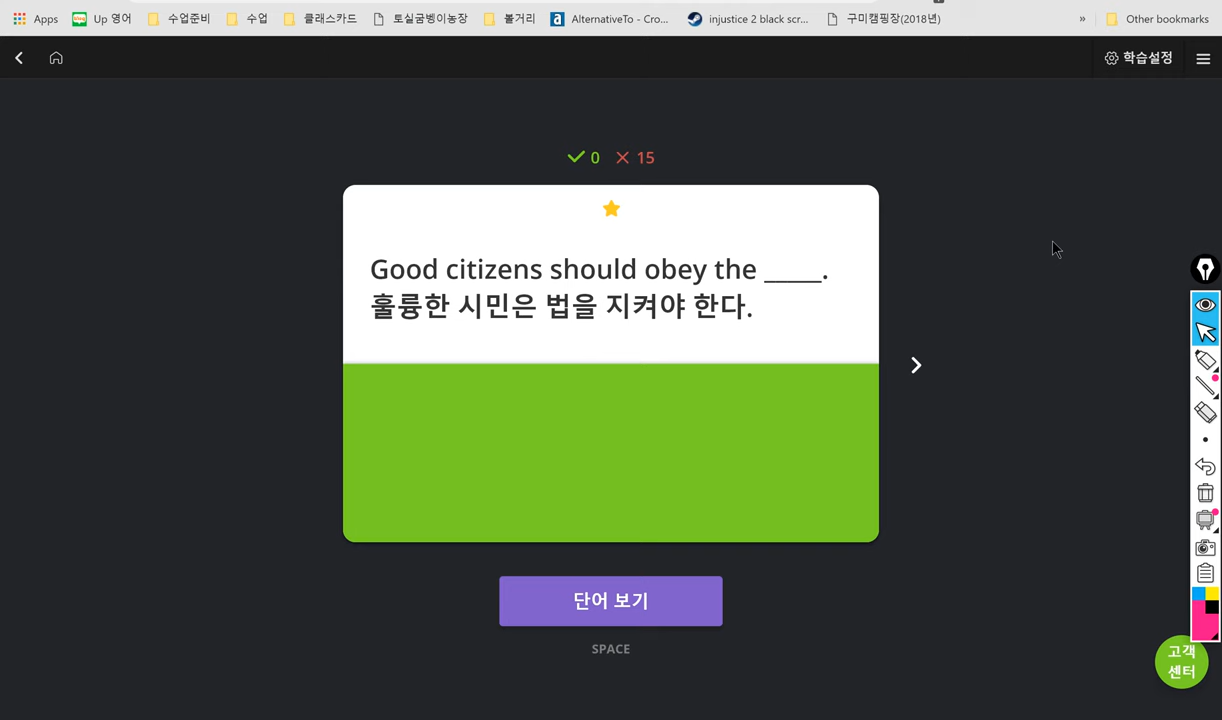 Apps
Up 영어
수업준비
수업
클래스카드
토실굼벵이농장
볼거리
AlternativeTo - Cro...
injustice 2 black scr...
구미캠핑장(2018년)
»
Other bookmarks
학습설정
0
15
Good citizens should obey the _____.
훌륭한 시민은 법을 지켜야 한다.
단어 보기
SPACE
고객
센터